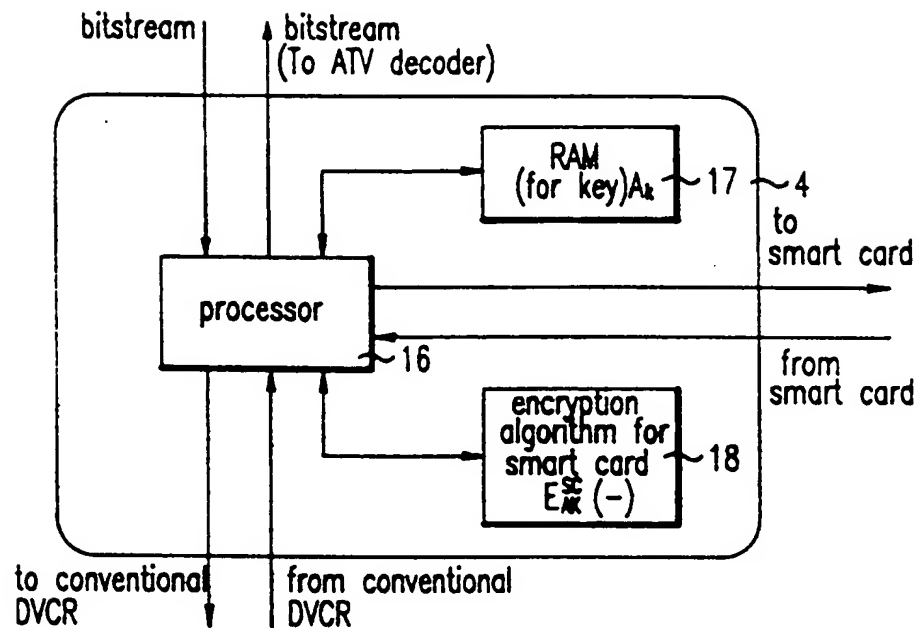 bitstream
bitstream
(To ATV decoder)
RAM
(for key)Ak
17
4
to
smart card
processor
16
from
smart card
encryption
algorithm for
smart card
E^SC_AK (-)
18
to conventional
DVCR
from conventional
DVCR